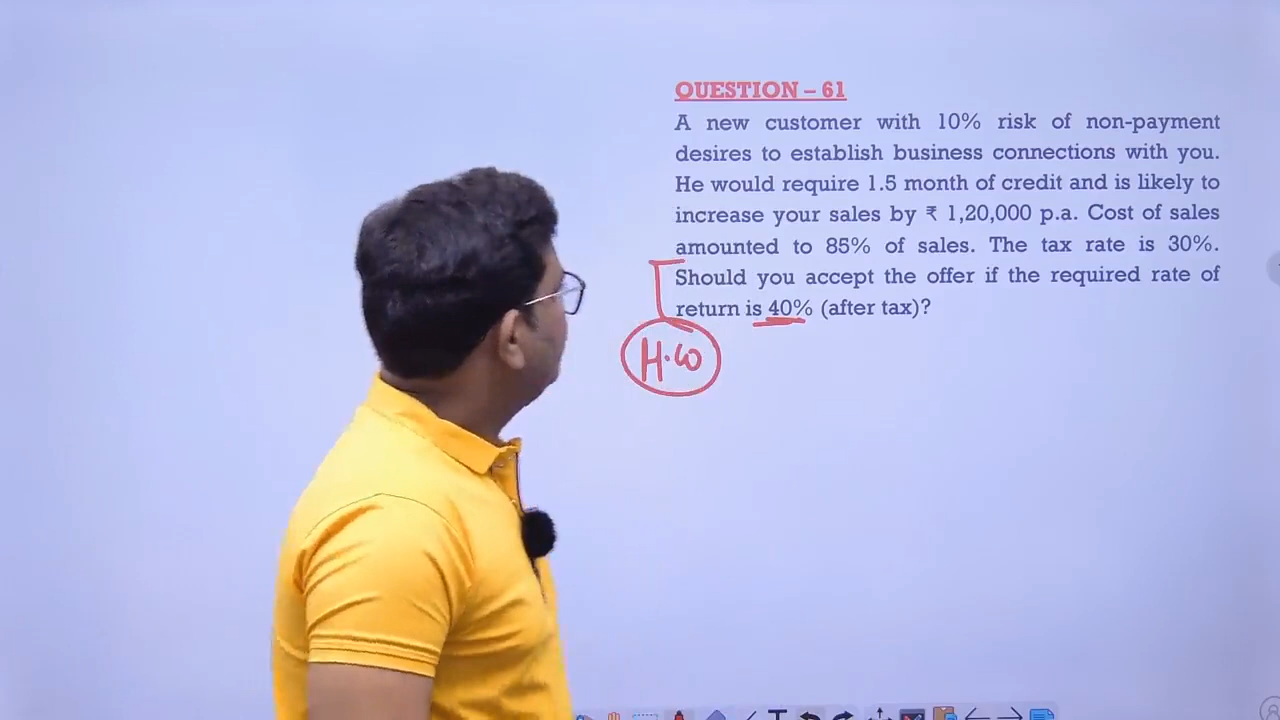 QUESTION – 61
A new customer with 10% risk of non-payment
desires to establish business connections with you.
He would require 1.5 month of credit and is likely to
increase your sales by ₹ 1,20,000 p.a. Cost of sales
amounted to 85% of sales. The tax rate is 30%.
Should you accept the offer if the required rate of
return is 40% (after tax)?
H.W